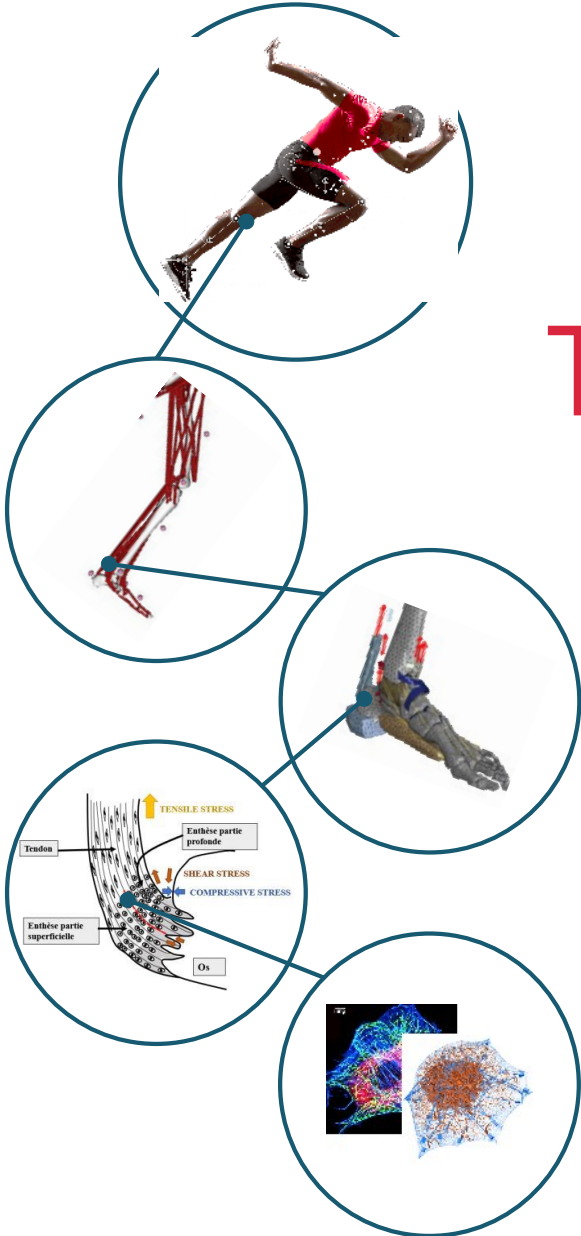 T
TENSILE STRESS
Enthèse partie
profonde
Tendon
SHEAR STRESS
COMPRESSIVE STRESS
Enthèse partie
superficielle
Os